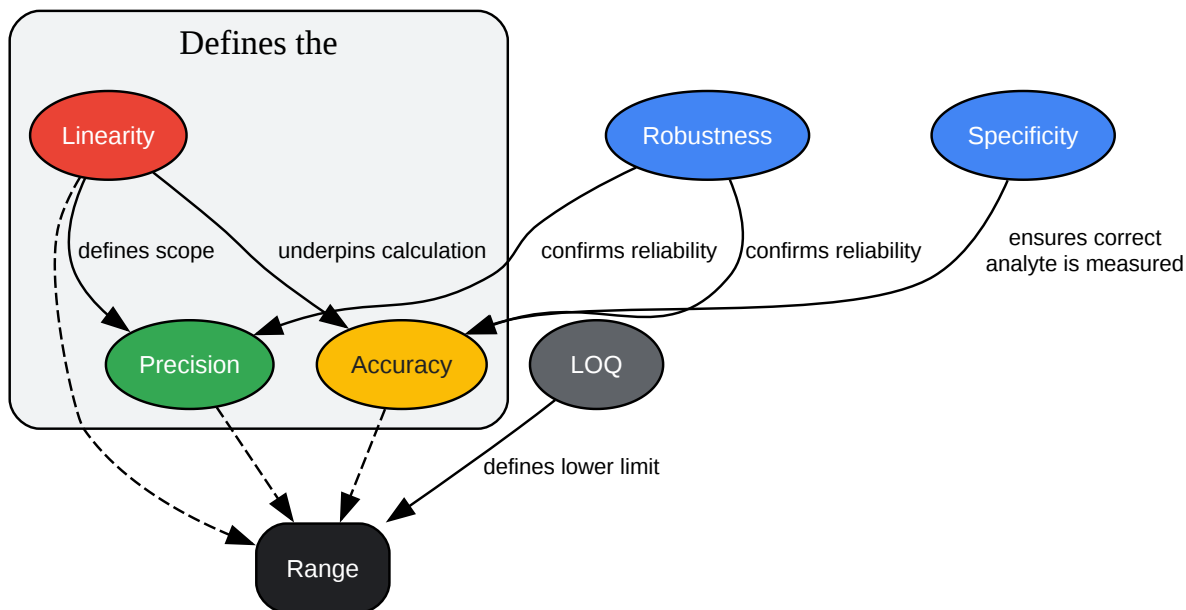 Defines the
Linearity
Robustness
Specificity
defines scope
underpins calculation
confirms reliability
confirms reliability
ensures correct
analyte is measured
Precision
Accuracy
LOQ
defines lower limit
Range